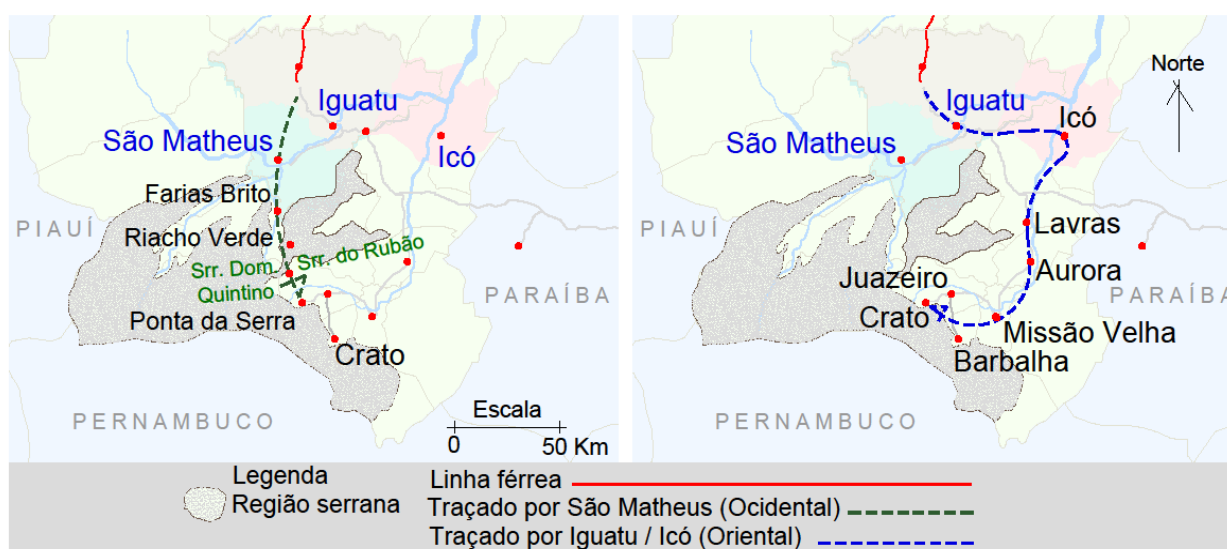 Iguatu
São Matheus
Icó
Farias Brito
PIAUÍ
Riacho Verde
Srr. do Rubão
Srr. Dom
Quintino
PARAÍBA
Ponta da Serra
Crato
PERNAMBUCO
Escala
0 50 Km
Norte
Iguatu
Icó
São Matheus
PIAUÍ
Lavras
Juazeiro
Aurora
PARAÍBA
Crato
Missão Velha
Barbalha
PERNAMBUCO
Legenda
Região serrana
Linha férrea
Traçado por São Matheus (Ocidental)
Traçado por Iguatu / Icó (Oriental)